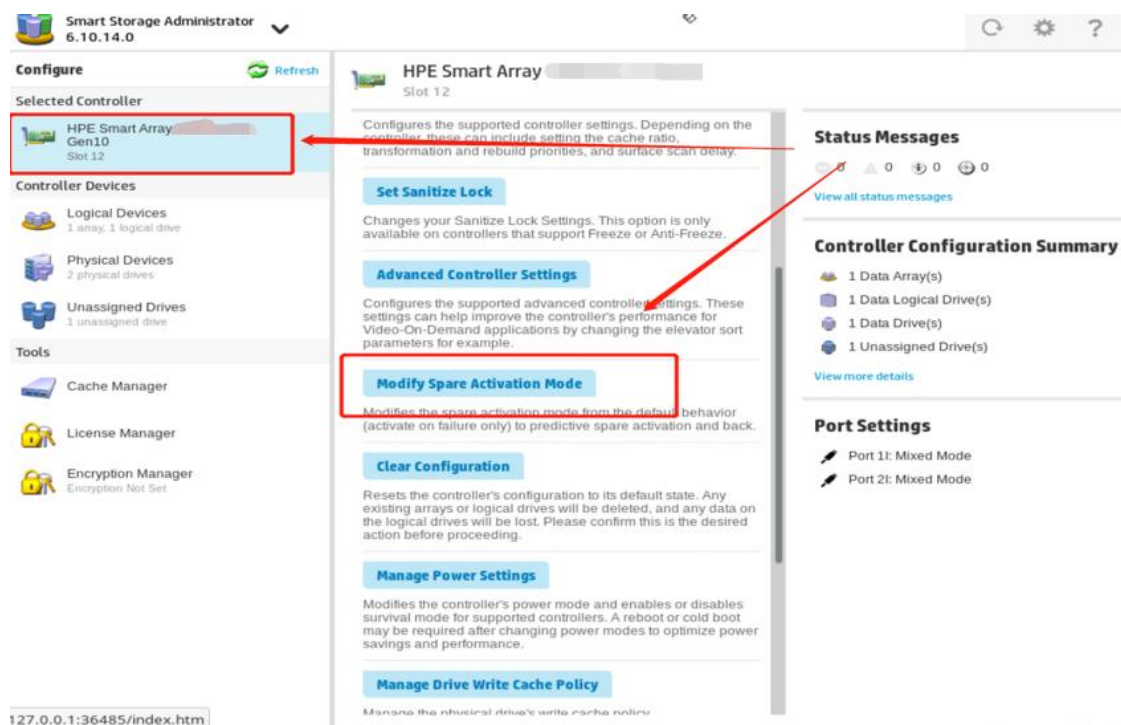 Smart Storage Administrator
6.10.14.0
Configure
Refresh
Selected Controller
HPE Smart Array
Gen10
Slot 12
Controller Devices
Logical Devices
1 array, 1 logical drive
Physical Devices
2 physical drives
Unassigned Drives
1 unassigned drive
Tools
Cache Manager
License Manager
Encryption Manager
Encryption Not Set
127.0.0.1:36485/index.htm
HPE Smart Array
Slot 12
Configures the supported controller settings. Depending on the
controller, these can include setting the cache ratio,
transformation and rebuild priorities, and surface scan delay.
Set Sanitize Lock
Changes your Sanitize Lock Settings. This option is only
available on controllers that support Freeze or Anti-Freeze.
Advanced Controller Settings
Configures the supported advanced controller settings. These
settings can help improve the controller's performance for
Video-On-Demand applications by changing the elevator sort
parameters for example.
Modify Spare Activation Mode
Modifies the spare activation mode from the default behavior
(activate on failure only) to predictive spare activation and back.
Clear Configuration
Resets the controller's configuration to its default state. Any
existing arrays or logical drives will be deleted, and any data on
the logical drives will be lost. Please confirm this is the desired
action before proceeding.
Manage Power Settings
Modifies the controller's power mode and enables or disables
survival mode for supported controllers. A reboot or cold boot
may be required after changing power modes to optimize power
savings and performance.
Manage Drive Write Cache Policy
Manage the physical drive's write cache policy
?
Status Messages
0 0 0 0
View all status messages
Controller Configuration Summary
1 Data Array(s)
1 Data Logical Drive(s)
1 Data Drive(s)
1 Unassigned Drive(s)
View more details
Port Settings
Port 1I: Mixed Mode
Port 2I: Mixed Mode